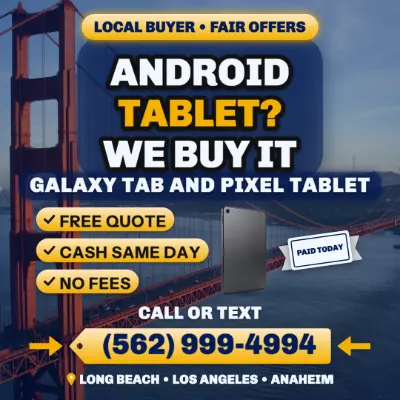 LOCAL BUYER • FAIR OFFERS
ANDROID
TABLET?
WE BUY IT
GALAXY TAB AND PIXEL TABLET
FREE QUOTE
CASH SAME DAY
NO FEES
PAID TODAY
CALL OR TEXT
(562) 999-4994
LONG BEACH • LOS ANGELES • ANAHEIM